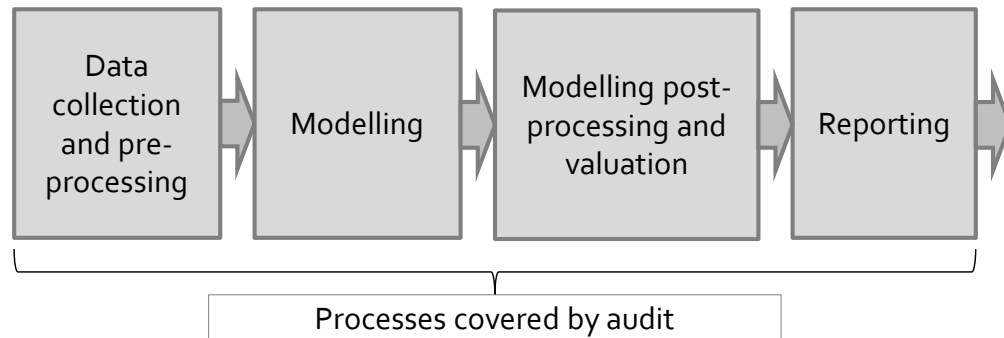 Data
collection
and pre-
processing
Modelling
Modelling post-
processing and
valuation
Reporting
Processes covered by audit